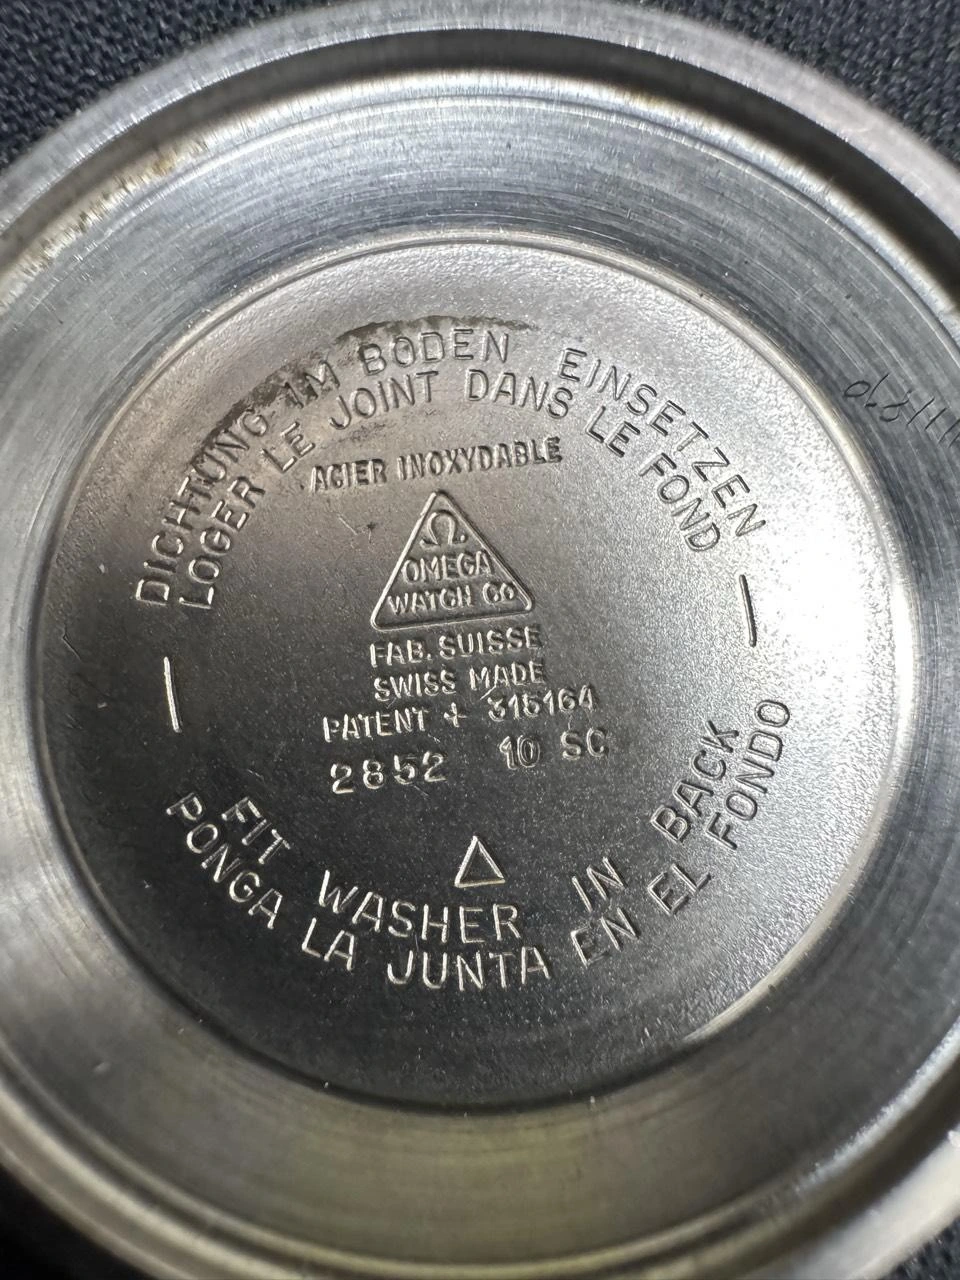 DICHTUNG IM BODEN EINSETZEN
LOGER LE JOINT DANS LE FOND
ACIER INOXYDABLE
Ω
OMEGA
WATCH CO
FAB. SUISSE
SWISS MADE
PATENT + 315164
2852 10 SC
FIT WASHER IN BACK
PONGA LA JUNTA EN EL FONDO